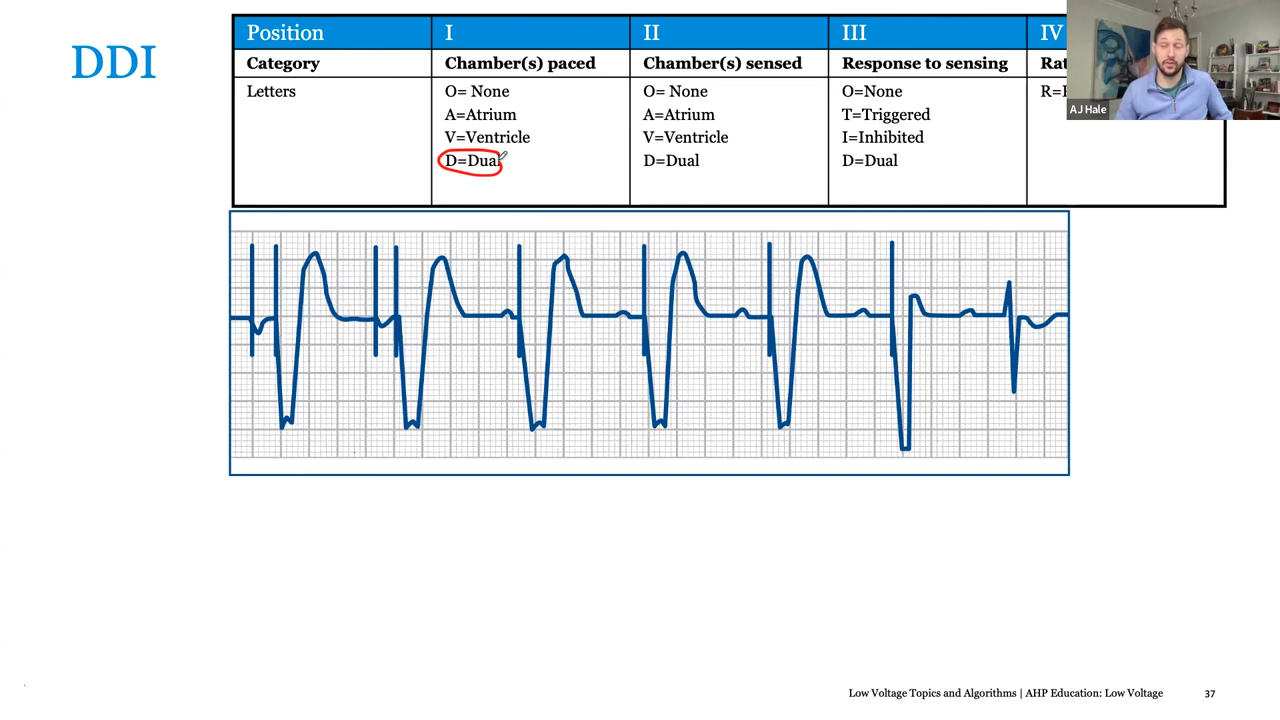 DDI
Position I II III IV
Category Chamber(s) paced Chamber(s) sensed Response to sensing
Letters O= None O= None O=None
A=Atrium A=Atrium T=Triggered
V=Ventricle V=Ventricle I=Inhibited
D=Dual D=Dual D=Dual
AJ Hale
Low Voltage Topics and Algorithms | AHP Education: Low Voltage 37